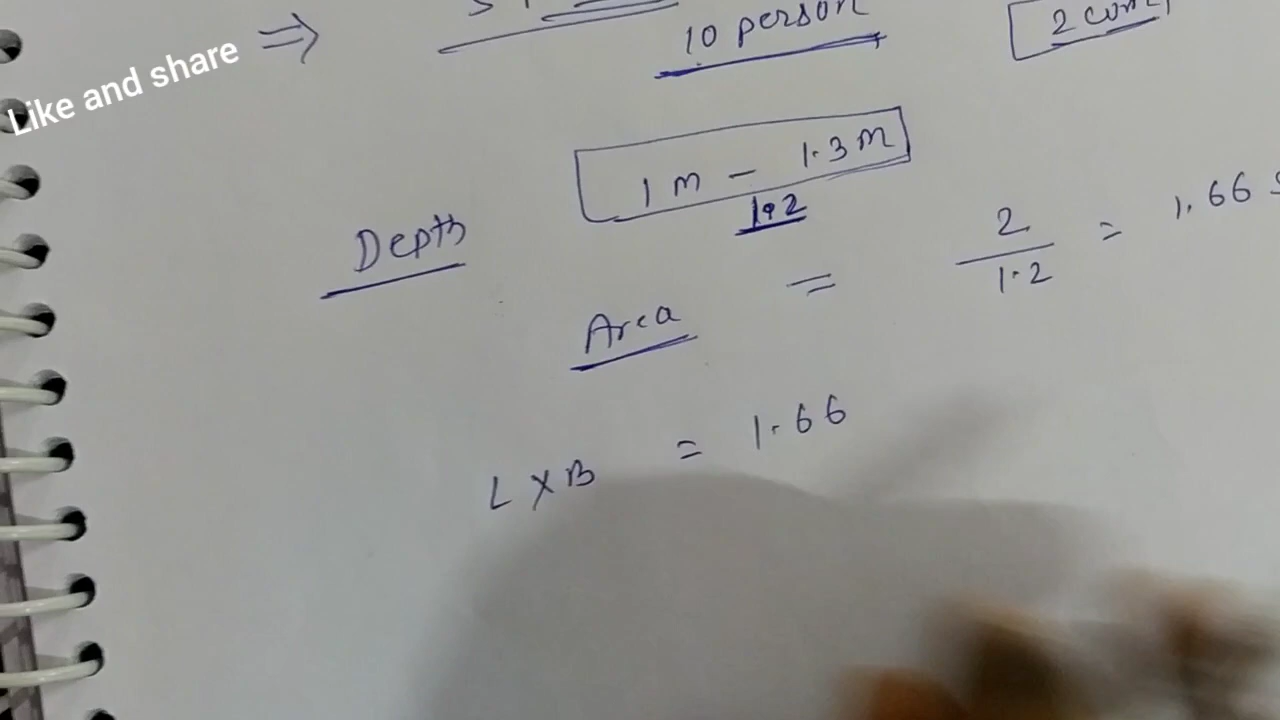 Like and share
⇒
10 person
1 m - 1.3 m
1.2
Depth
Area = 2/1.2 = 1.66
L X B = 1.66